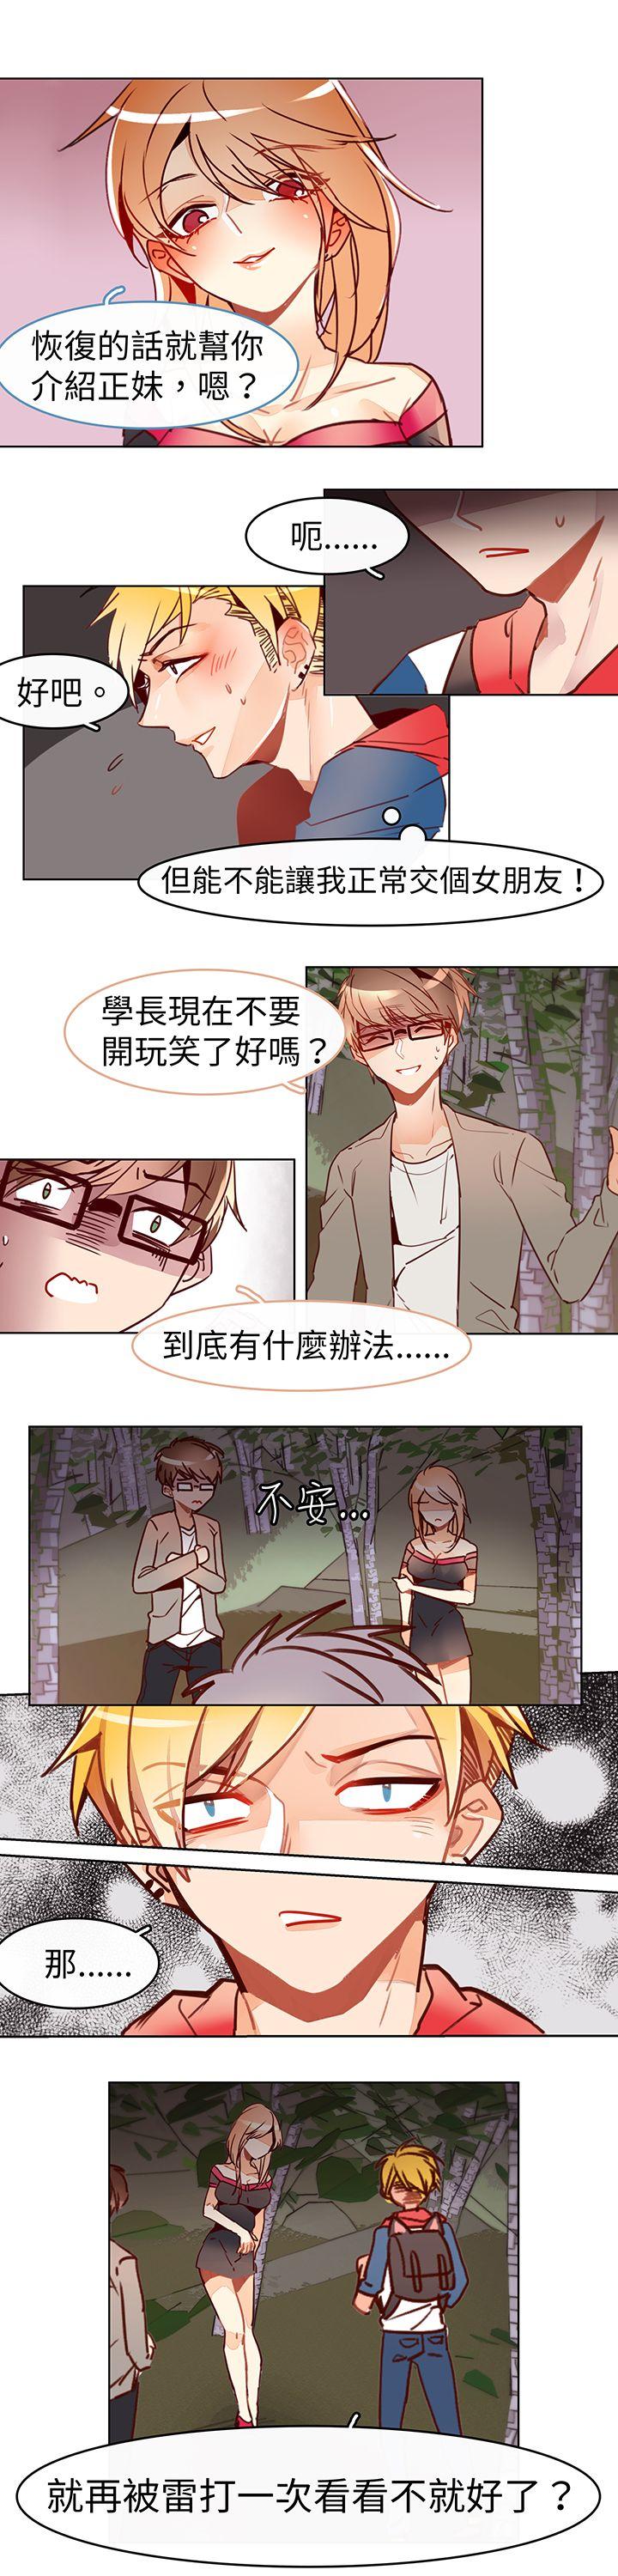 恢復的話就幫你
介紹正妹，嗯？
呃......
好吧。
但能不能讓我正常交個女朋友！
學長現在不要
開玩笑了好嗎？
到底有什麼辦法......
不安...
那......
就再被雷打一次看看不就好了？